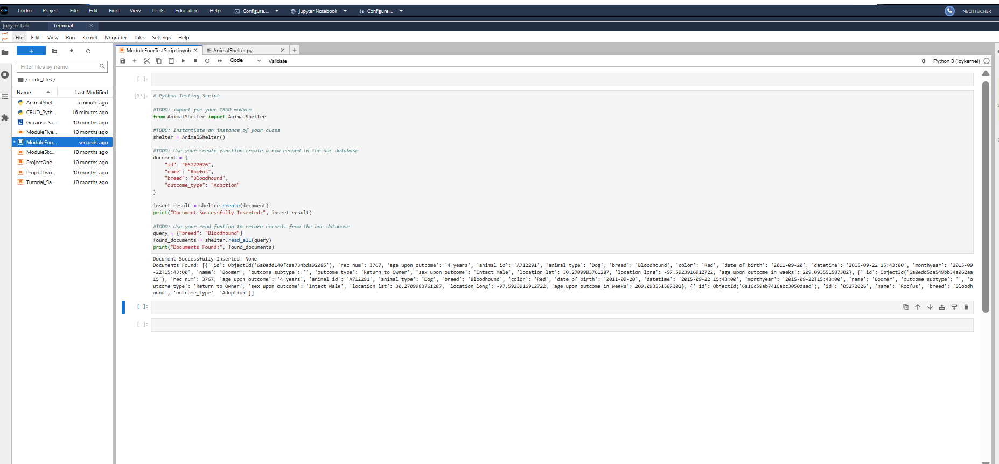 Codio Project File Edit Find View Tools Education Help Configure.... Jupyter Notebook Configure.... NBOTTEICHER
Jupyter Lab Terminal ×
File Edit View Run Kernel Nbgrader Tabs Settings Help
ModuleFourTestScript.ipynb × AnimalShelter.py × +
Code Validate Python 3 (ipykernel)
+
Filter files by name
/ code_files /
Name Last Modified
AnimalShel... a minute ago
CRUD_Pyth... 16 minutes ago
Grazioso Sa... 10 months ago
ModuleFive... 10 months ago
ModuleFou... seconds ago
ModuleSix... 10 months ago
ProjectOne... 10 months ago
ProjectTwo... 10 months ago
Tutorial_Sa... 10 months ago
[ ]:
[13]: # Python Testing Script
#TODO: import for your CRUD module
from AnimalShelter import AnimalShelter
#TODO: Instantiate an instance of your class
shelter = AnimalShelter()
#TODO: Use your create function create a new record in the aac database
document = {
"id": "05272026",
"name": "Roofus",
"breed": "Bloodhound",
"outcome_type": "Adoption"
}
insert_result = shelter.create(document)
print("Document Successfully Inserted:", insert_result)
#TODO: Use your read funtion to return records from the aac database
query = {"breed": "Bloodhound"}
found_documents = shelter.read_all(query)
print("Documents Found:", found_documents)
Document Successfully Inserted: None
Documents Found: [{'_id': ObjectId('6a0edd140fcaa734bda92085'), 'rec_num': 3767, 'age_upon_outcome': '4 years', 'animal_id': 'A712291', 'animal_type': 'Dog', 'breed': 'Bloodhound', 'color': 'Red', 'date_of_birth': '2011-09-20', 'datetime': '2015-09-22 15:43:00', 'monthyear': '2015-09
-22T15:43:00', 'name': 'Boomer', 'outcome_subtype': '', 'outcome_type': 'Return to Owner', 'sex_upon_outcome': 'Intact Male', 'location_lat': 30.2709983761287, 'location_long': -97.5923916912722, 'age_upon_outcome_in_weeks': 209.093551587302}, {'_id': ObjectId('6a0edd5da549bb34a062aa
15'), 'rec_num': 3767, 'age_upon_outcome': '4 years', 'animal_id': 'A712291', 'animal_type': 'Dog', 'breed': 'Bloodhound', 'color': 'Red', 'date_of_birth': '2011-09-20', 'datetime': '2015-09-22 15:43:00', 'monthyear': '2015-09-22T15:43:00', 'name': 'Boomer', 'outcome_subtype': '', 'o
utcome_type': 'Return to Owner', 'sex_upon_outcome': 'Intact Male', 'location_lat': 30.2709983761287, 'location_long': -97.5923916912722, 'age_upon_outcome_in_weeks': 209.093551587302}, {'_id': ObjectId('6a16c59ab7416acc3050daed'), 'id': '05272026', 'name': 'Roofus', 'breed': 'Bloodh
ound', 'outcome_type': 'Adoption'}]
[ ]:
[ ]: